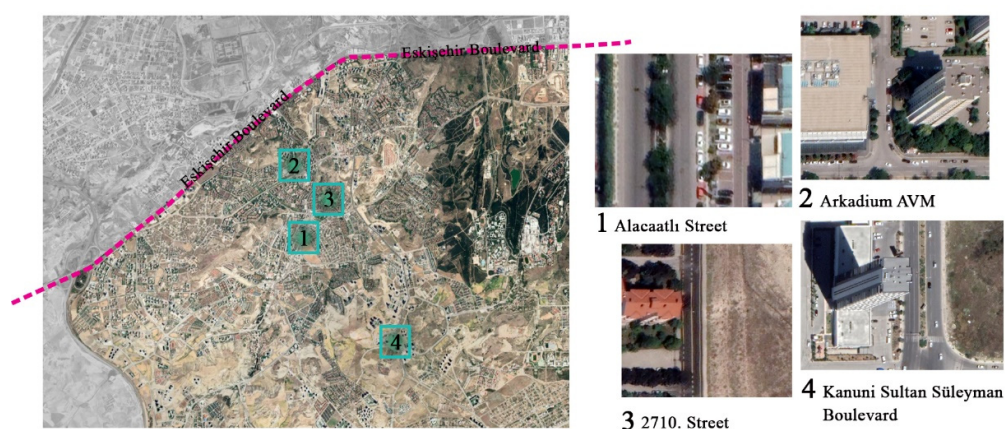 Eskişehir Boulevard
Eskişehir Boulevard
2
3
1
4
1 Alacaatlı Street
2 Arkadium AVM
3 2710. Street
4 Kanuni Sultan Süleyman
Boulevard